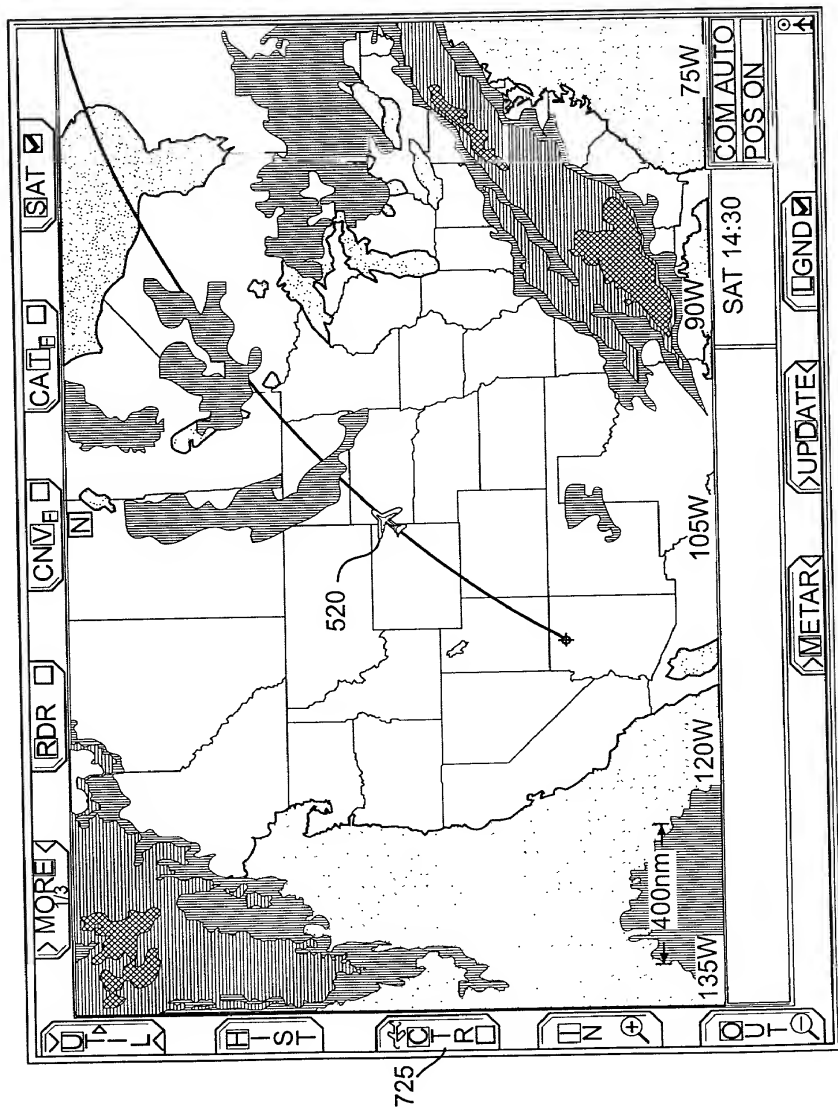 >MORE<
1/3
RDR
CNV
CAT
SAT
UTIL
HIST
CTR
IN
OUT
725
N
520
400nm
135W
120W
105W
90W
75W
SAT 14:30
COM AUTO
POS ON
>METAR<
>UPDATE<
LGND